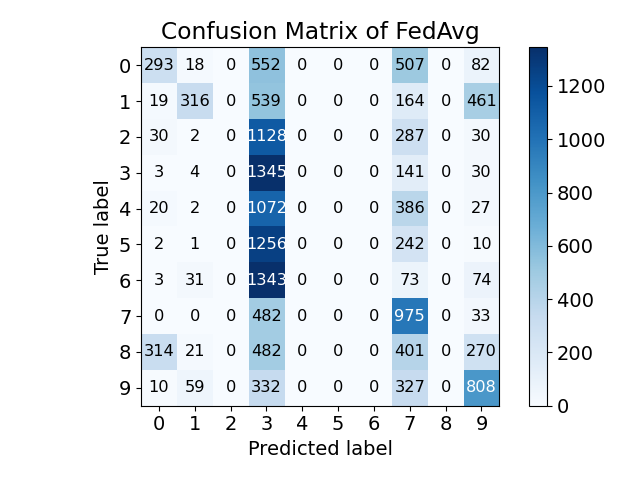 Confusion Matrix of FedAvg
0 293 18 0 552 0 0 0 507 0 82
1 19 316 0 539 0 0 0 164 0 461
2 30 2 0 1128 0 0 0 287 0 30
3 3 4 0 1345 0 0 0 141 0 30
4 20 2 0 1072 0 0 0 386 0 27
5 2 1 0 1256 0 0 0 242 0 10
6 3 31 0 1343 0 0 0 73 0 74
7 0 0 0 482 0 0 0 975 0 33
8 314 21 0 482 0 0 0 401 0 270
9 10 59 0 332 0 0 0 327 0 808
0 1 2 3 4 5 6 7 8 9
Predicted label
True label
1200
1000
800
600
400
200
0